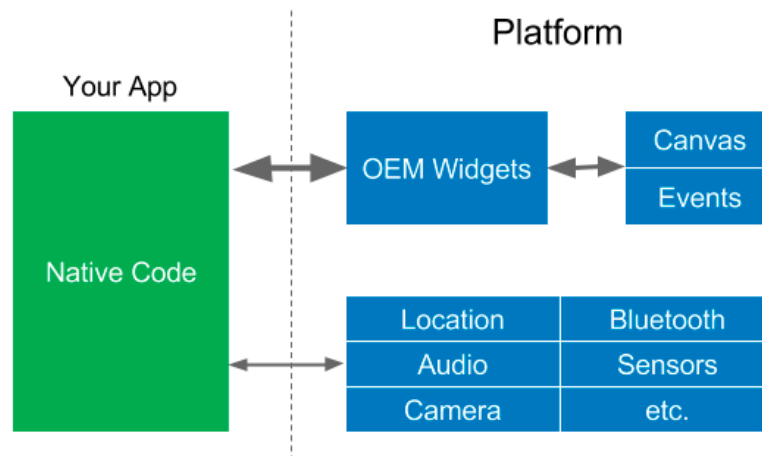 Platform
Your App
OEM Widgets
Canvas
Events
Native Code
Location
Bluetooth
Audio
Sensors
Camera
etc.